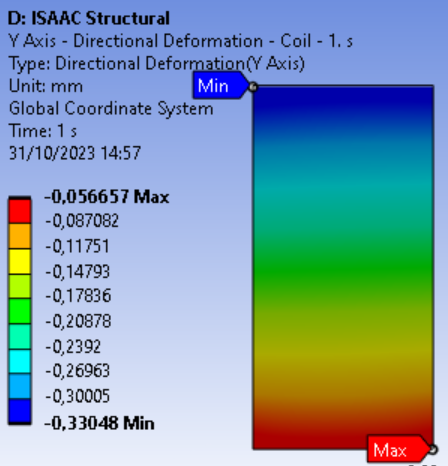 D: ISAAC Structural
Y Axis - Directional Deformation - Coil - 1. s
Type: Directional Deformation(Y Axis)
Unit: mm
Global Coordinate System
Time: 1 s
31/10/2023 14:57
Min
-0,056657 Max
-0,087082
-0,11751
-0,14793
-0,17836
-0,20878
-0,2392
-0,26963
-0,30005
-0,33048 Min
Max